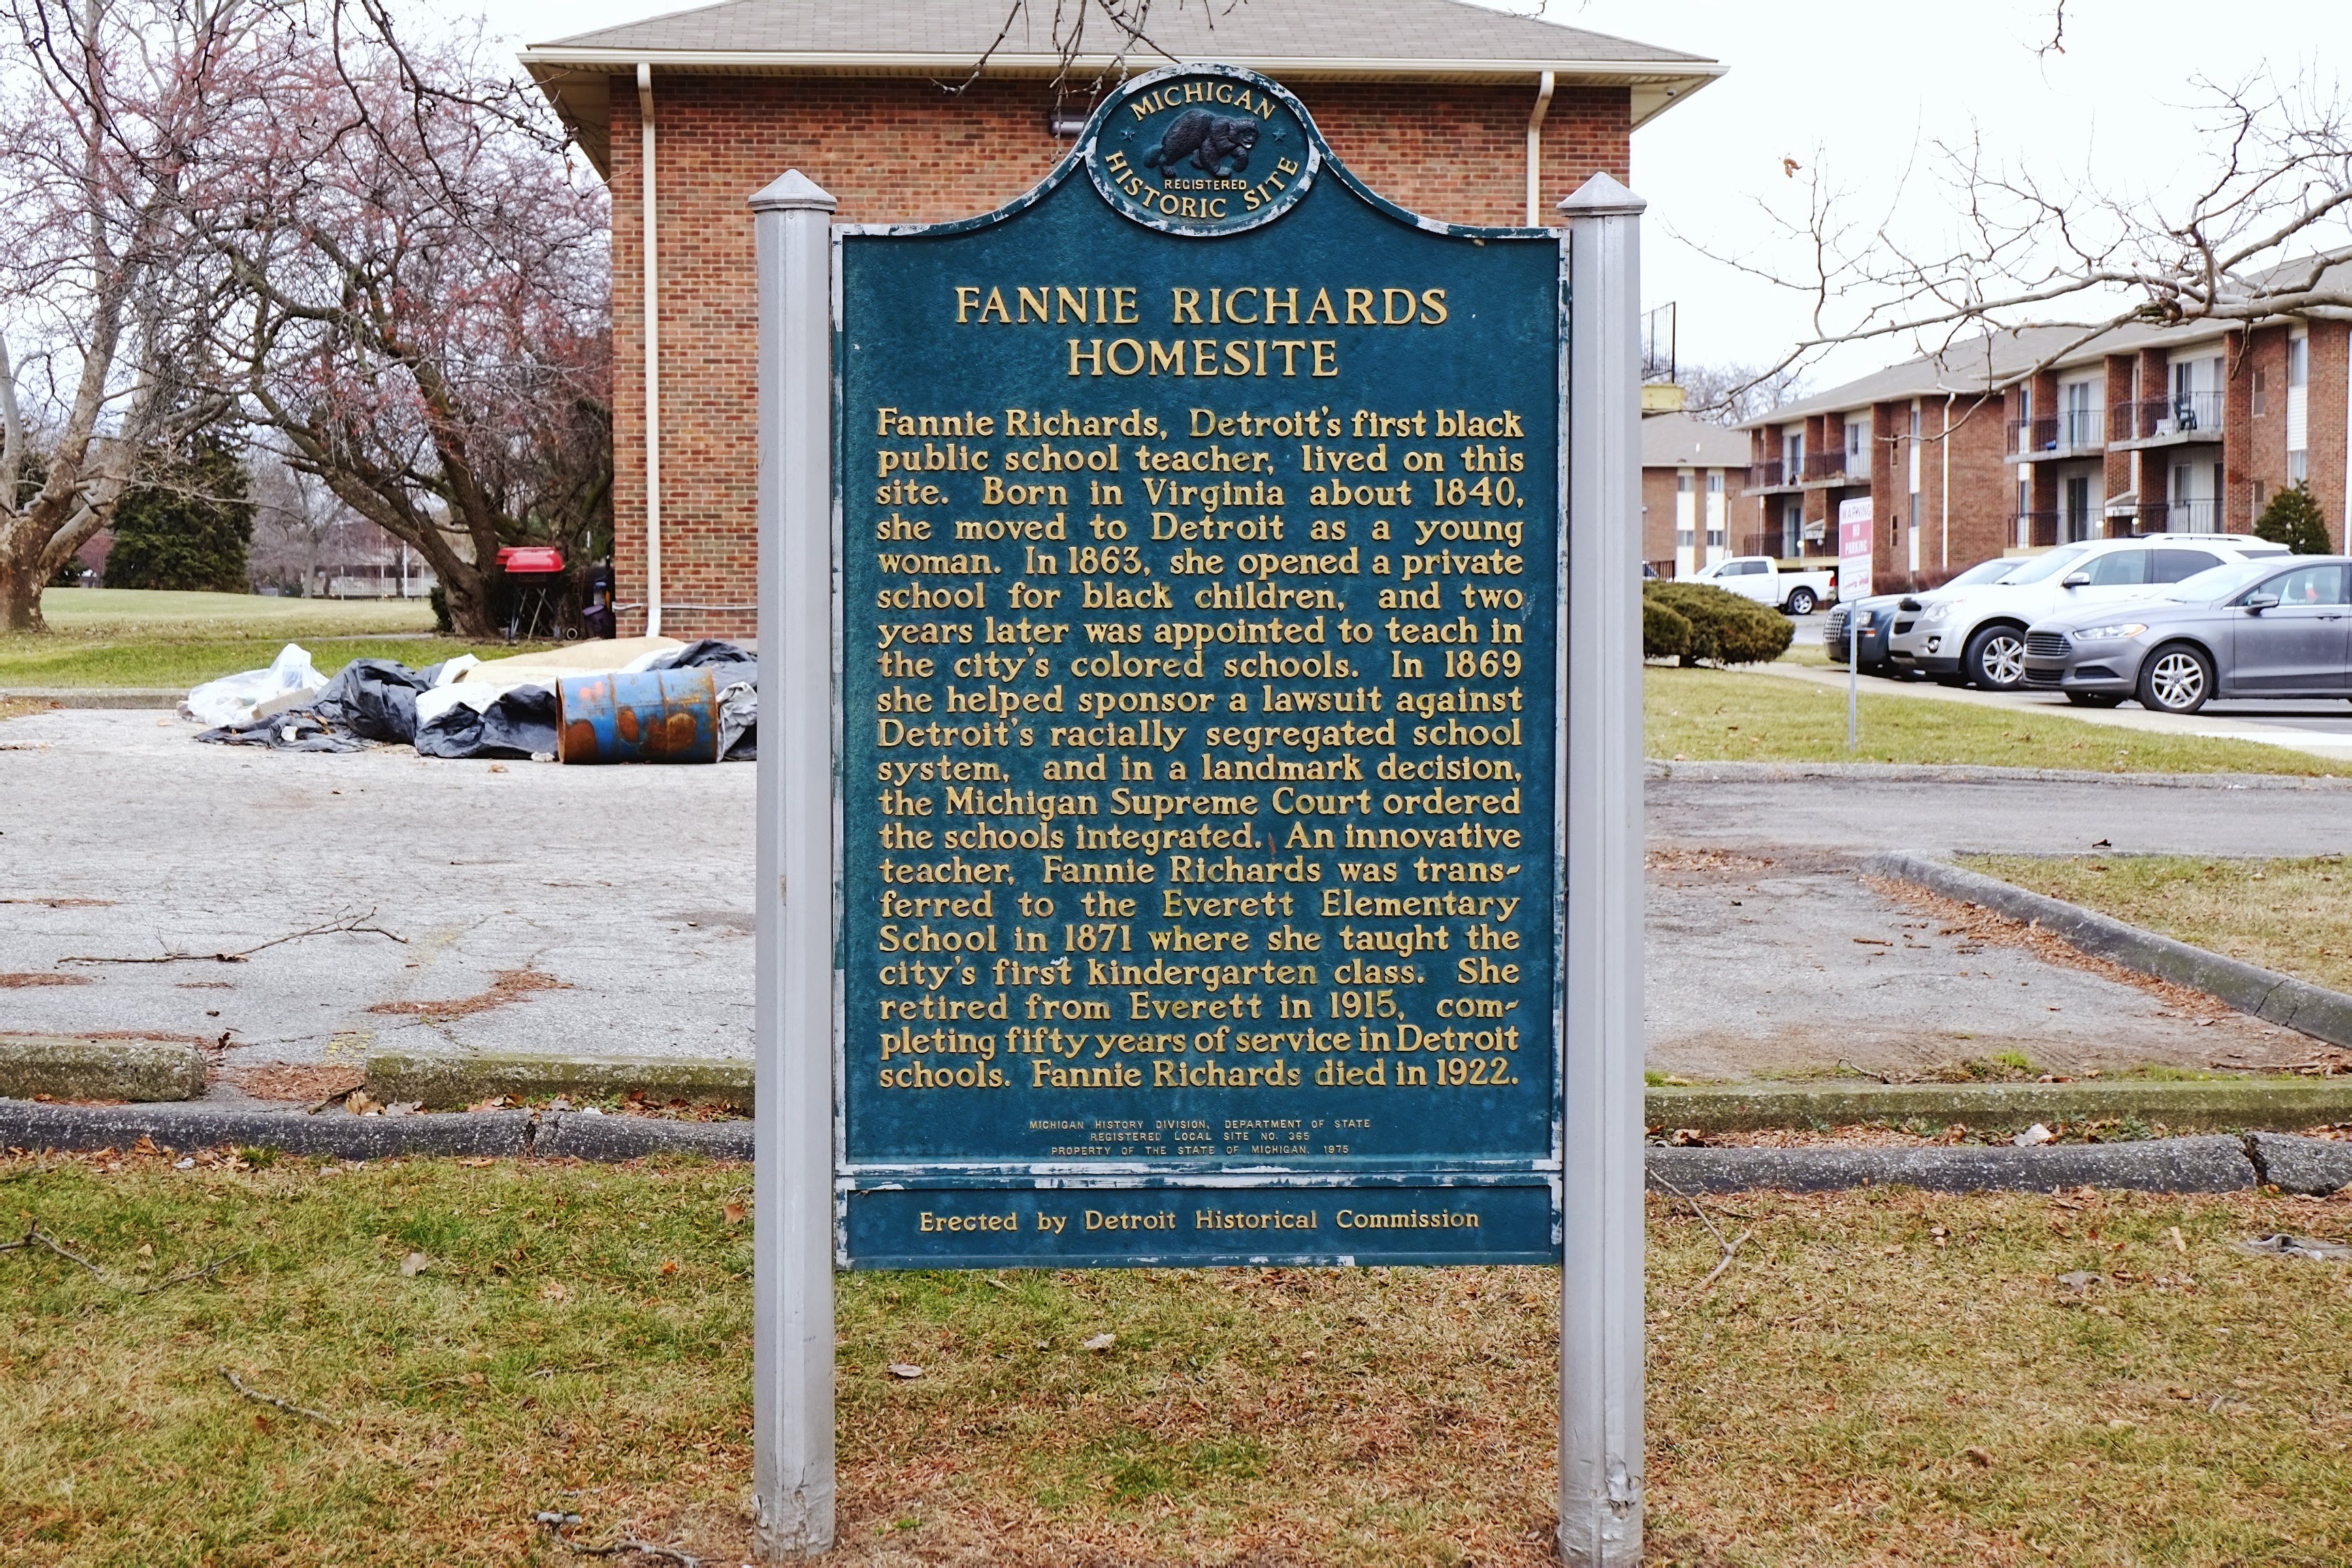 MICHIGAN
REGISTERED
HISTORIC SITE
FANNIE RICHARDS
HOMESITE
Fannie Richards, Detroit's first black
public school teacher, lived on this
site. Born in Virginia about 1840,
she moved to Detroit as a young
woman. In 1863, she opened a private
school for black children, and two
years later was appointed to teach in
the city's colored schools. In 1869
she helped sponsor a lawsuit against
Detroit's racially segregated school
system, and in a landmark decision,
the Michigan Supreme Court ordered
the schools integrated. An innovative
teacher, Fannie Richards was trans-
ferred to the Everett Elementary
School in 1871 where she taught the
city's first kindergarten class. She
retired from Everett in 1915, com-
pleting fifty years of service in Detroit
schools. Fannie Richards died in 1922.
MICHIGAN HISTORY DIVISION, DEPARTMENT OF STATE
REGISTERED LOCAL SITE NO. 365
PROPERTY OF THE STATE OF MICHIGAN, 1975
Erected by Detroit Historical Commission
WARNING
NO
PARKING